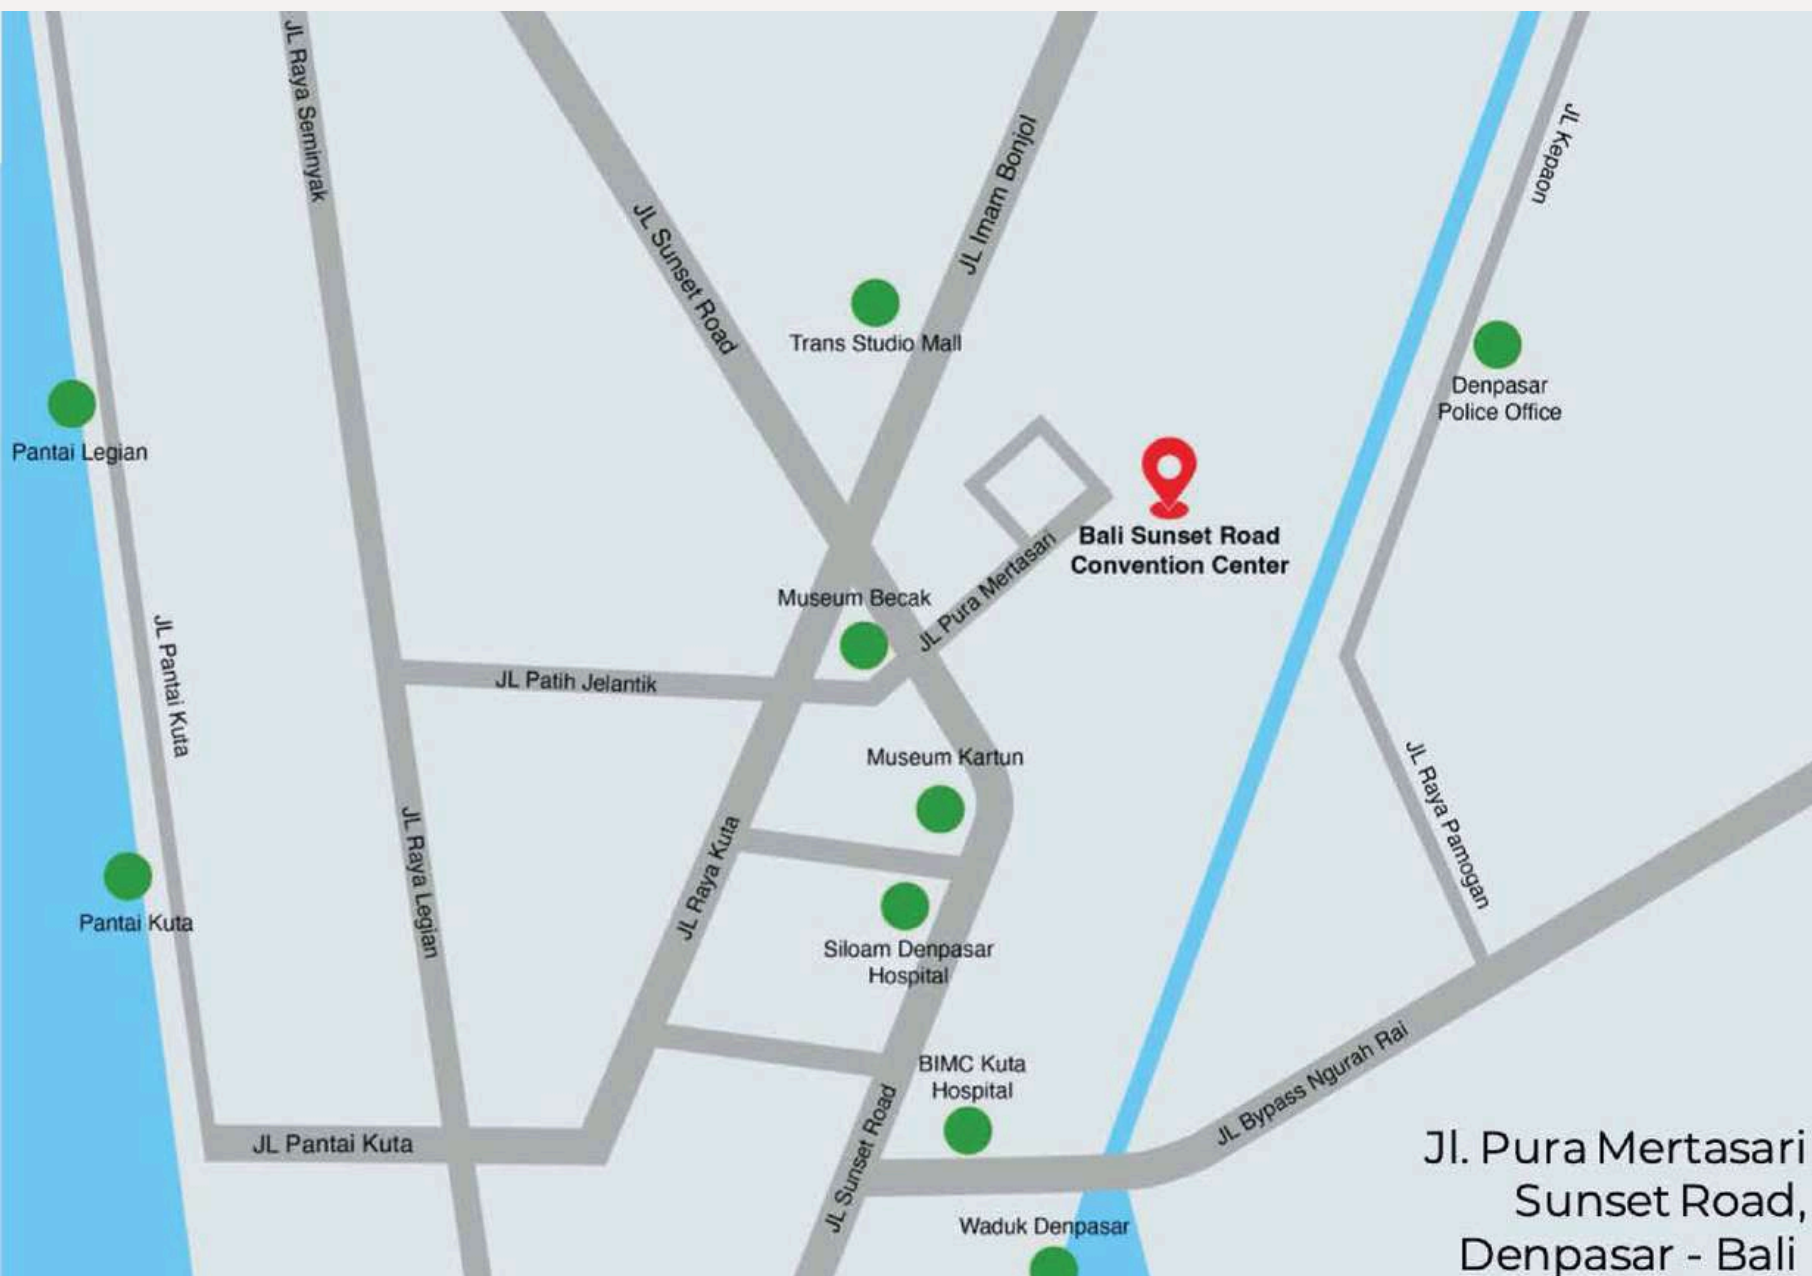 JL Raya Seminyak
JL Sunset Road
JL Imam Bonjol
JL Kepaon
Trans Studio Mall
Denpasar
Police Office
Pantai Legian
Bali Sunset Road
Convention Center
JL Pura Mertasari
Museum Becak
JL Pantai Kuta
JL Patih Jelantik
Museum Kartun
JL Raya Pamogan
JL Raya Legian
JL Raya Kuta
Pantai Kuta
Siloam Denpasar
Hospital
BIMC Kuta
Hospital
JL Bypass Ngurah Rai
JL Pantai Kuta
JL Sunset Road
Waduk Denpasar
Jl. Pura Mertasari
Sunset Road,
Denpasar - Bali